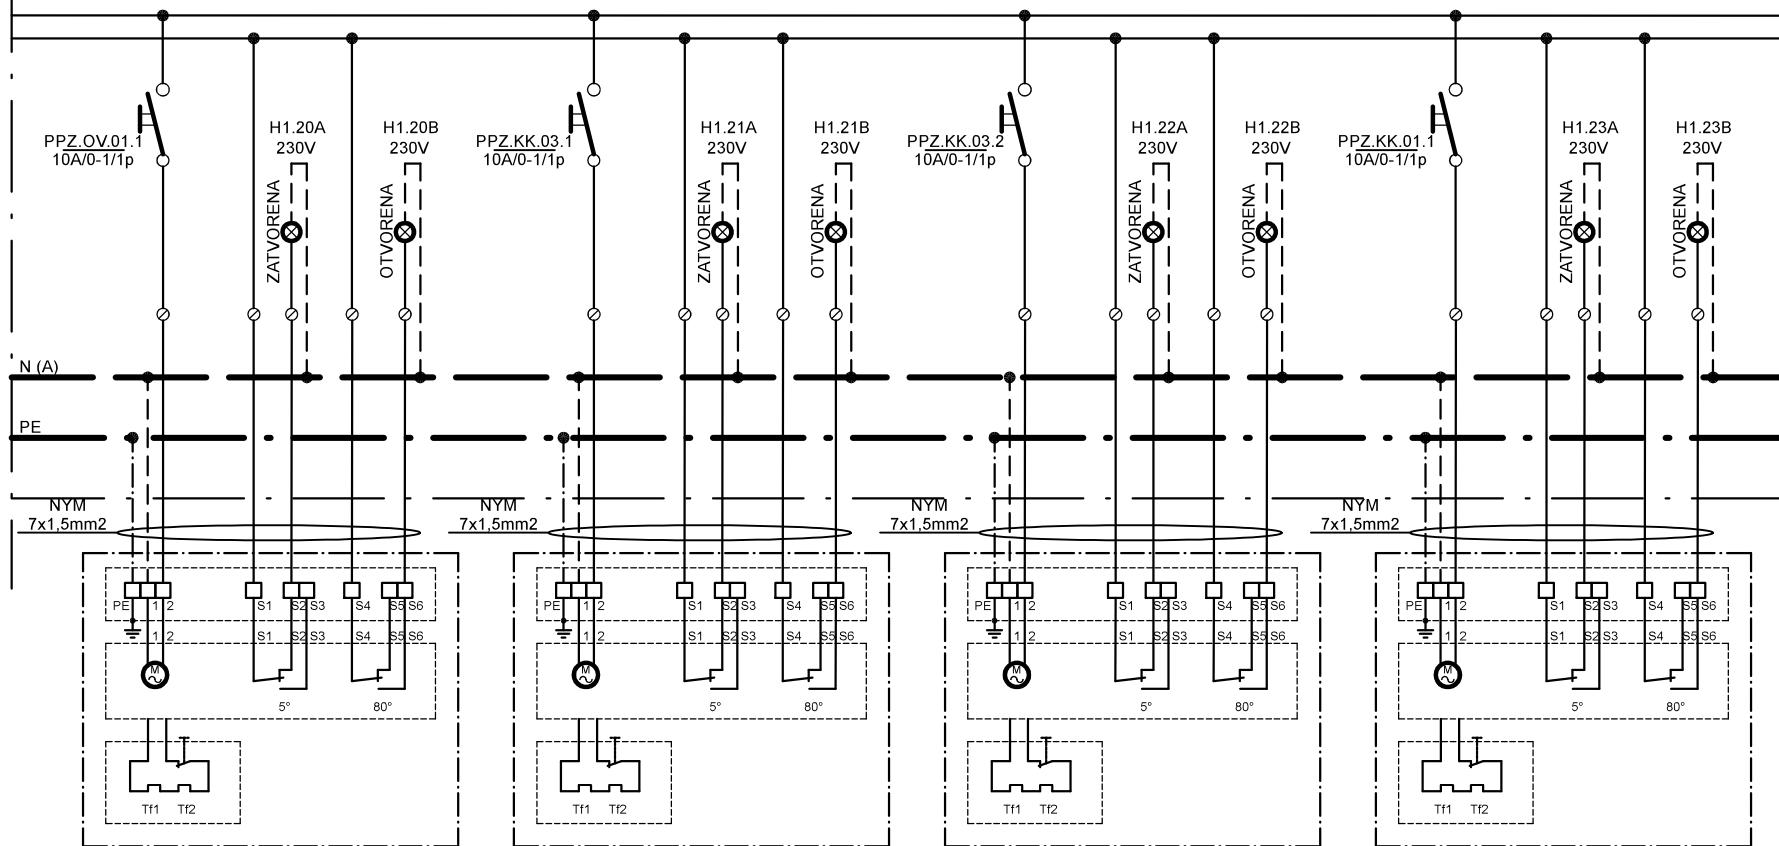 H1.20A
H1.20B
H1.21A
H1.21B
H1.22A
H1.22B
H1.23A
H1.23B
PPZ.OV.01.1
10A/0-1/1p
230V
230V
PPZ.KK.03.1
10A/0-1/1p
230V
230V
PPZ.KK.03.2
10A/0-1/1p
230V
230V
PPZ.KK.01.1
10A/0-1/1p
230V
230V
ZATVORENA
OTVORENA
ZATVORENA
OTVORENA
ZATVORENA
OTVORENA
ZATVORENA
OTVORENA
N (A)
PE
NYM
7x1,5mm2
NYM
7x1,5mm2
NYM
7x1,5mm2
NYM
7x1,5mm2
PE 1 2 S1 S2 S3 S4 S5 S6
PE 1 2 S1 S2 S3 S4 S5 S6
PE 1 2 S1 S2 S3 S4 S5 S6
PE 1 2 S1 S2 S3 S4 S5 S6
1 2 S1 S2 S3 S4 S5 S6
1 2 S1 S2 S3 S4 S5 S6
1 2 S1 S2 S3 S4 S5 S6
1 2 S1 S2 S3 S4 S5 S6
M
M
M
M
5° 80°
5° 80°
5° 80°
5° 80°
Tf1 Tf2
Tf1 Tf2
Tf1 Tf2
Tf1 Tf2